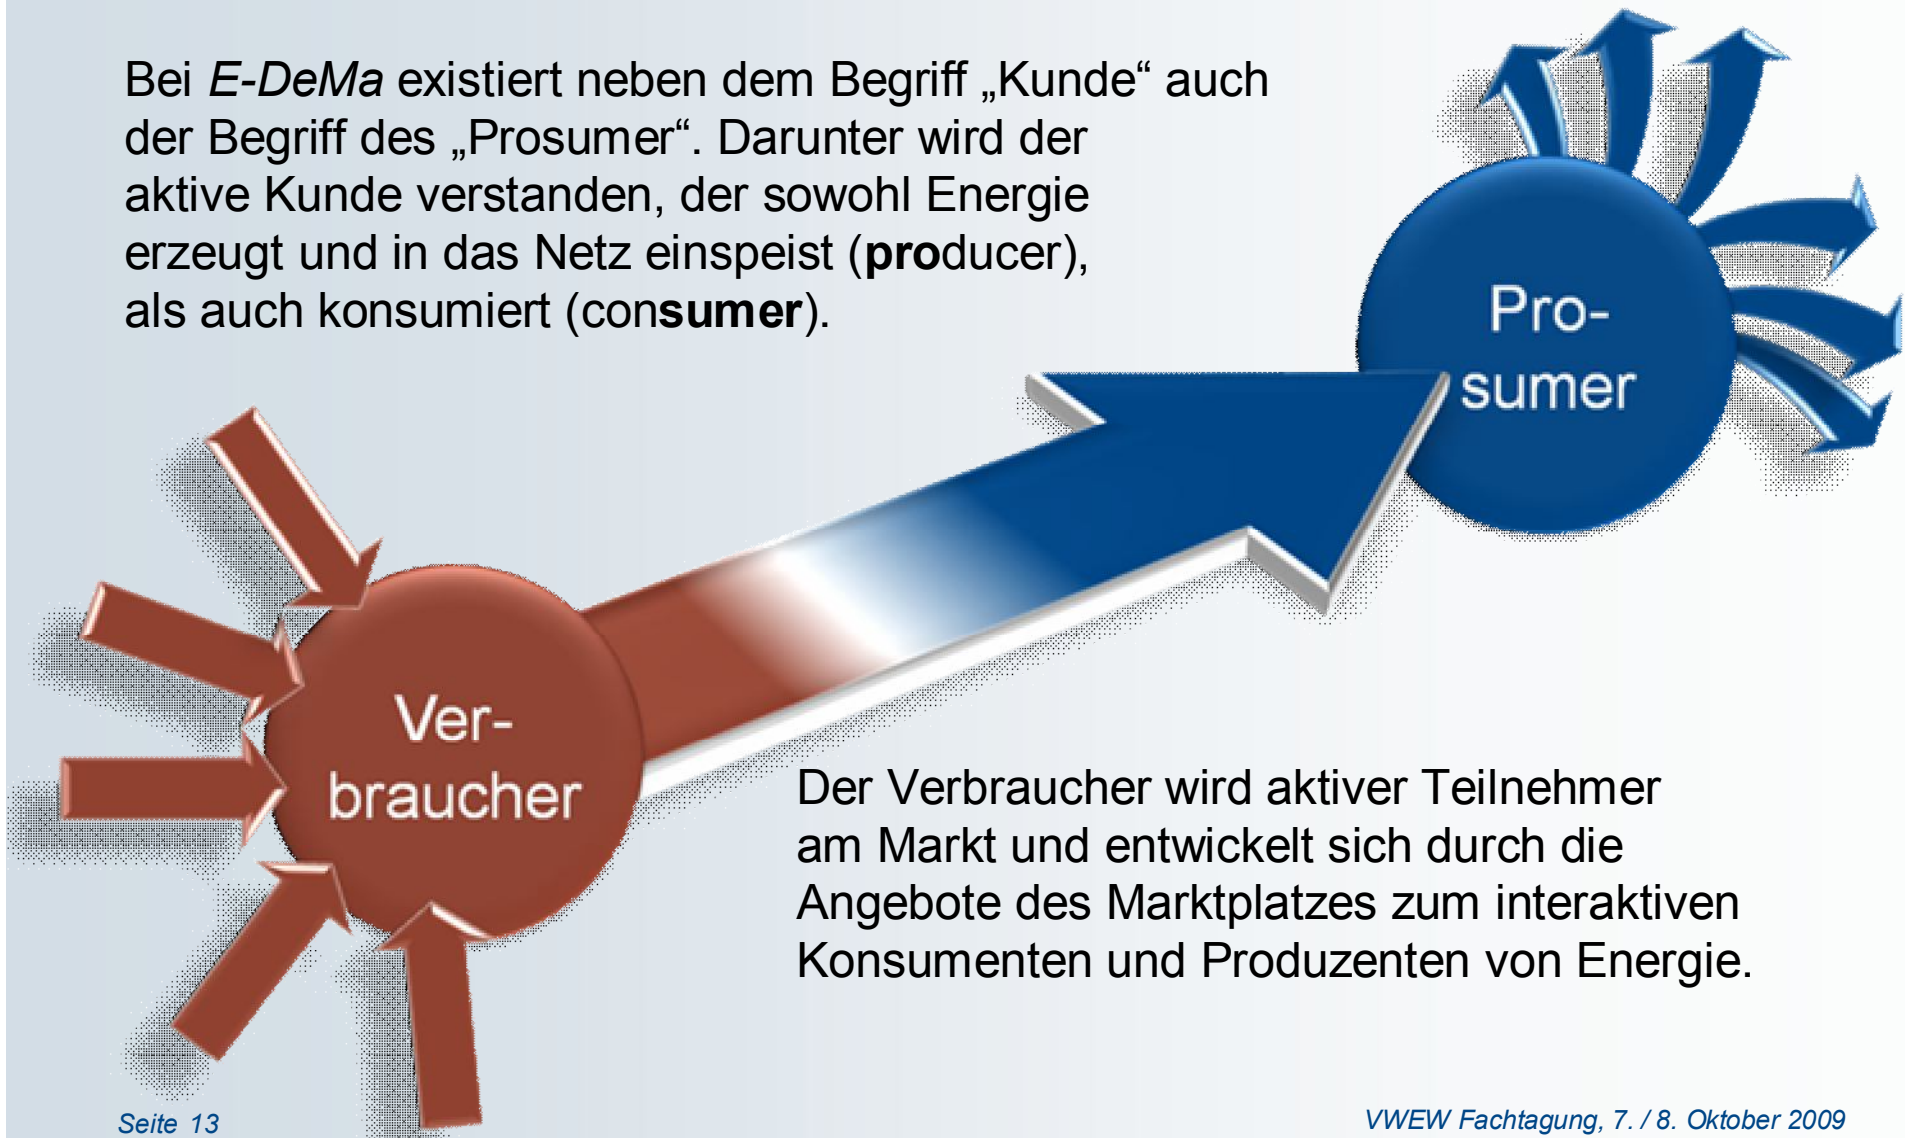 Bei E-DeMa existiert neben dem Begriff „Kunde“ auch
der Begriff des „Prosumer“. Darunter wird der
aktive Kunde verstanden, der sowohl Energie
erzeugt und in das Netz einspeist (producer),
als auch konsumiert (consumer).
Pro-
sumer
Ver-
braucher
Der Verbraucher wird aktiver Teilnehmer
am Markt und entwickelt sich durch die
Angebote des Marktplatzes zum interaktiven
Konsumenten und Produzenten von Energie.
Seite 13
VWEW Fachtagung, 7. / 8. Oktober 2009